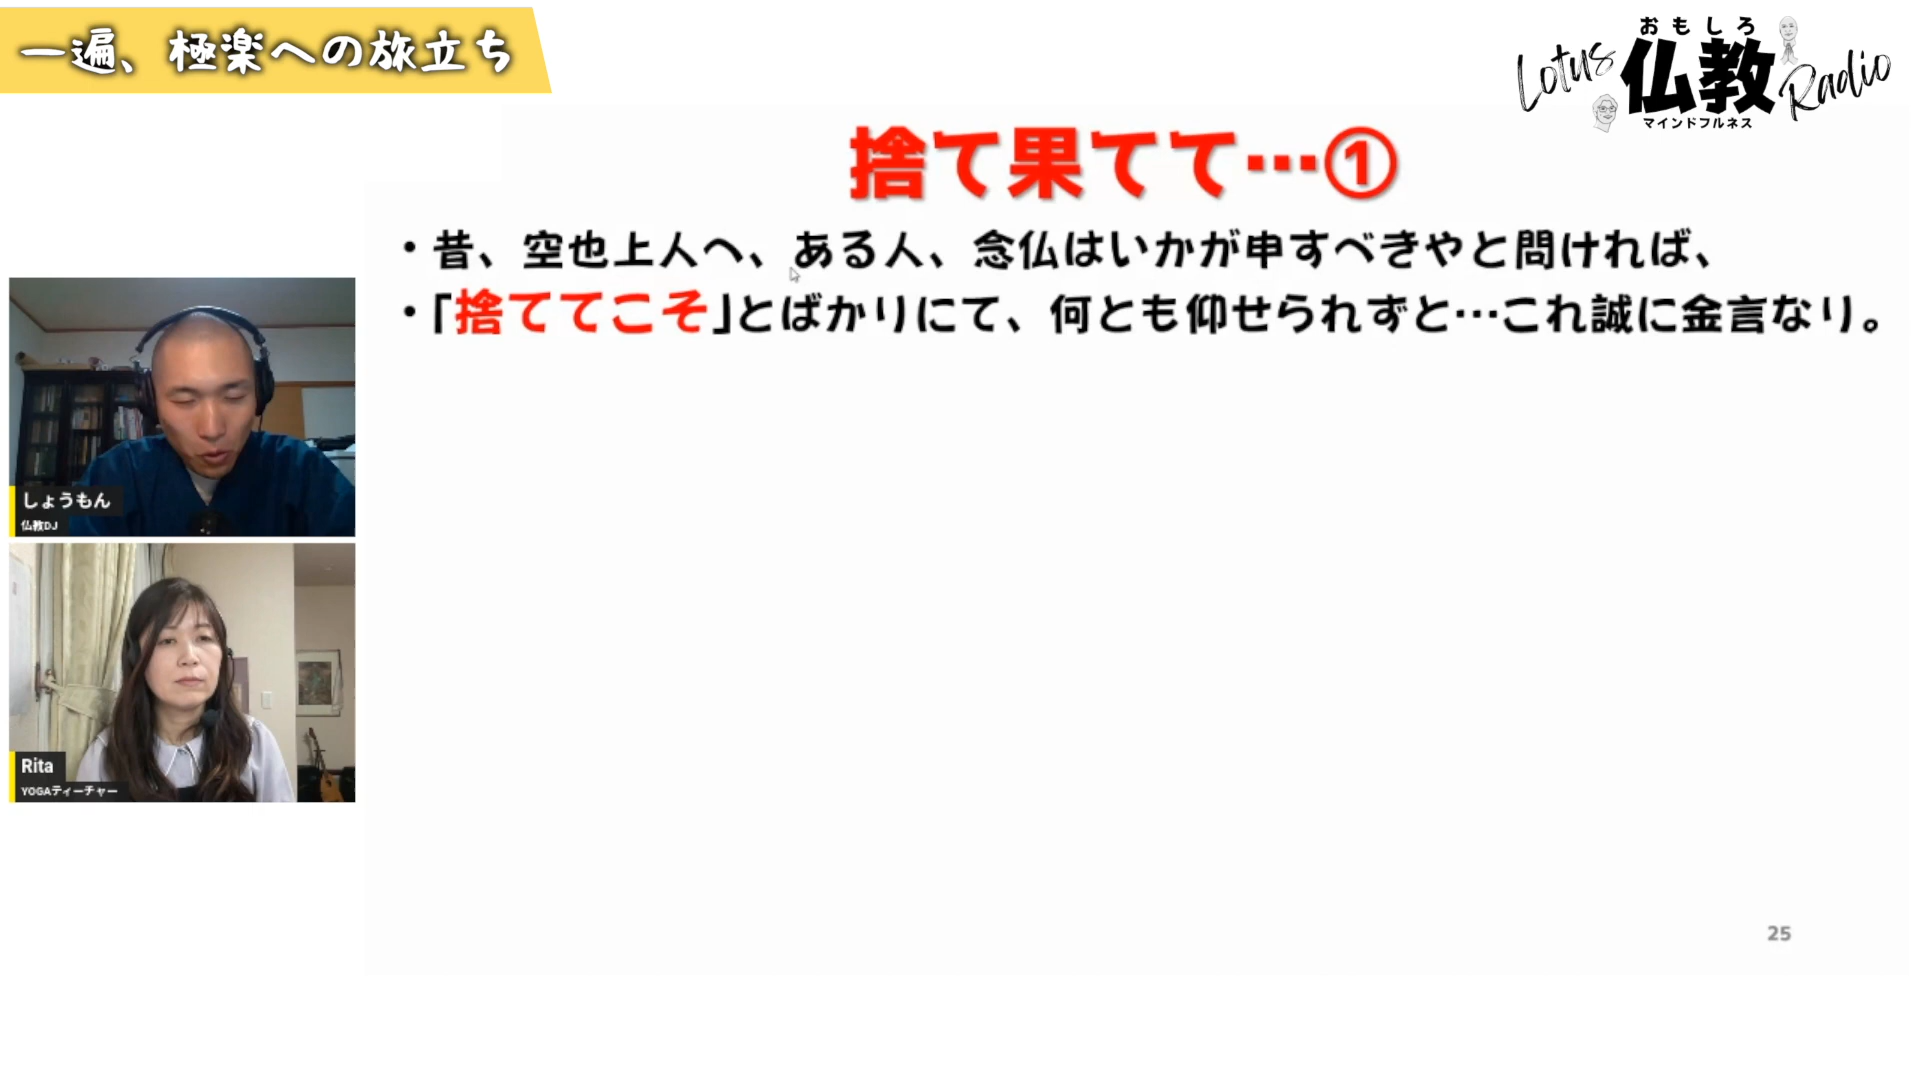 一遍、極楽への旅立ち
おもしろ
Lotus 仏教 Radio
マインドフルネス
捨て果てて…①
・昔、空也上人へ、ある人、念仏はいかが申すべきやと問ければ、
・「捨ててこそ」とばかりにて、何とも仰せられずと…これ誠に金言なり。
しょうもん
仏教DJ
Rita
YOGAティーチャー
25